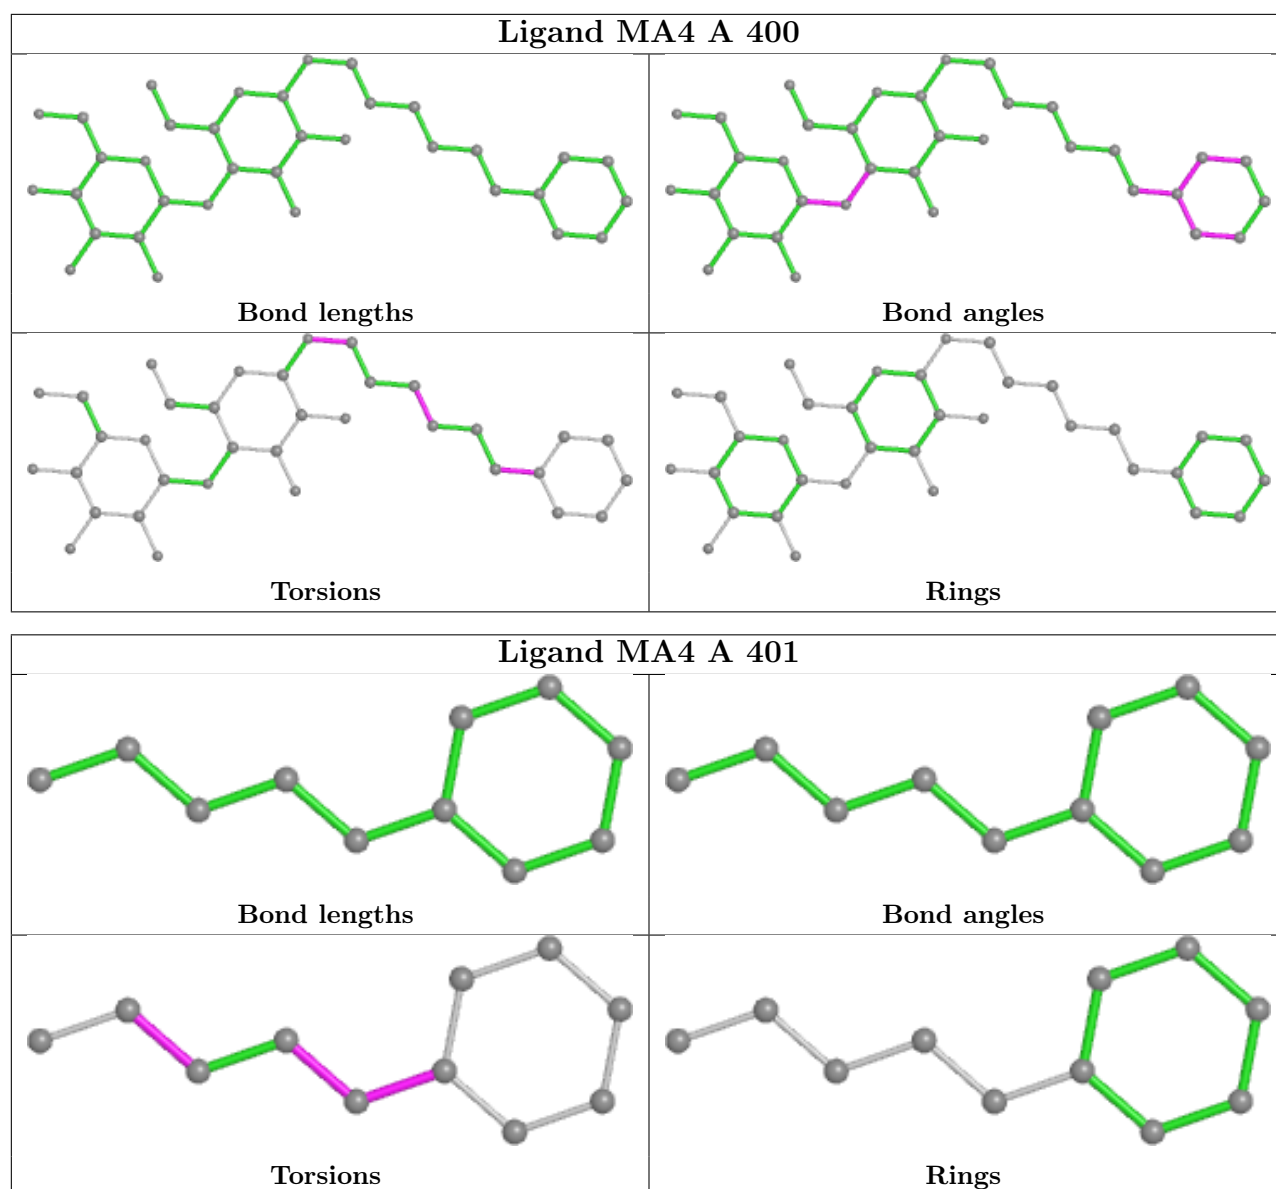 Ligand MA4 A 400
Bond lengths
Bond angles
Torsions
Rings
Ligand MA4 A 401
Bond lengths
Bond angles
Torsions
Rings